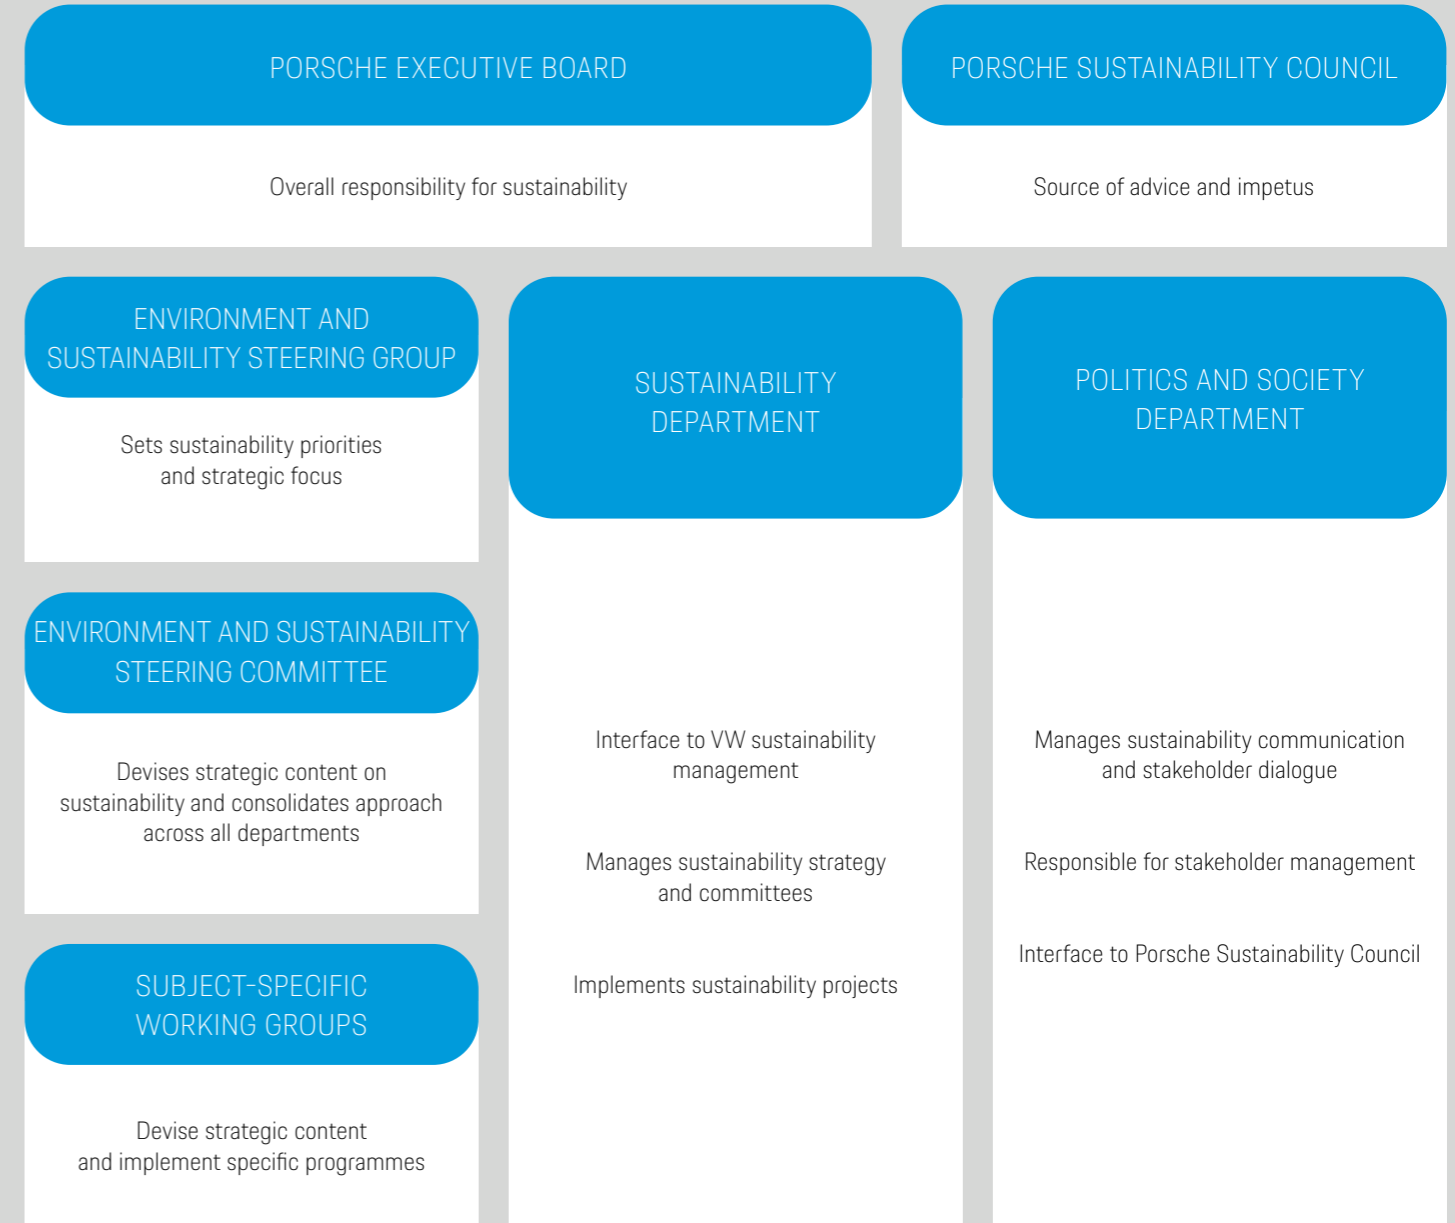 PORSCHE EXECUTIVE BOARD
Overall responsibility for sustainability
PORSCHE SUSTAINABILITY COUNCIL
Source of advice and impetus
ENVIRONMENT AND
SUSTAINABILITY STEERING GROUP
Sets sustainability priorities
and strategic focus
ENVIRONMENT AND SUSTAINABILITY
STEERING COMMITTEE
Devises strategic content on
sustainability and consolidates approach
across all departments
SUBJECT-SPECIFIC
WORKING GROUPS
Devise strategic content
and implement specific programmes
SUSTAINABILITY
DEPARTMENT
Interface to VW sustainability
management
Manages sustainability strategy
and committees
Implements sustainability projects
POLITICS AND SOCIETY
DEPARTMENT
Manages sustainability communication
and stakeholder dialogue
Responsible for stakeholder management
Interface to Porsche Sustainability Council